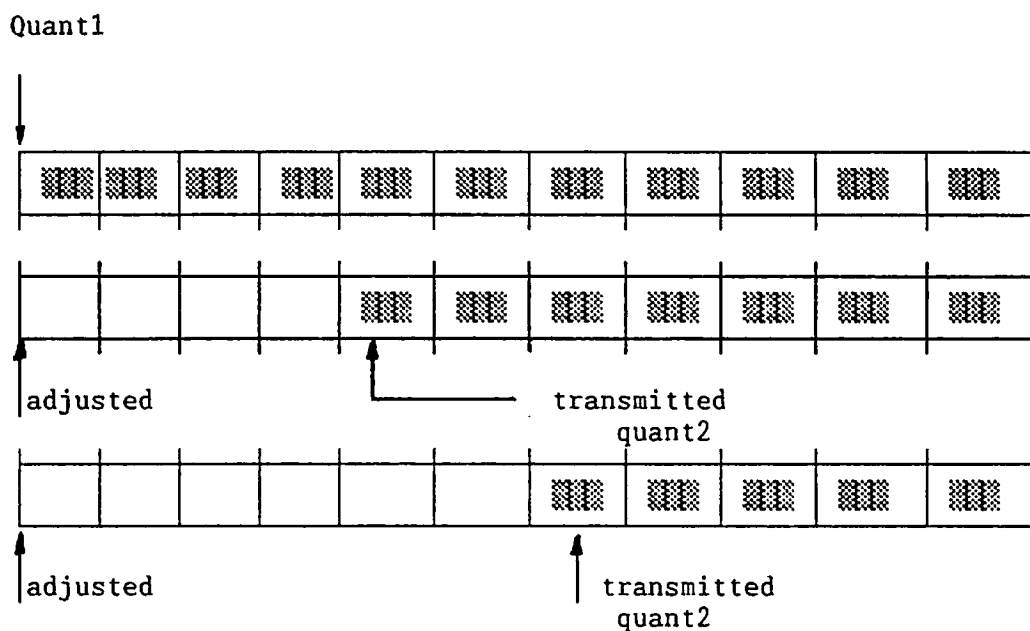 Quant1
adjusted
transmitted
quant2
adjusted
transmitted
quant2